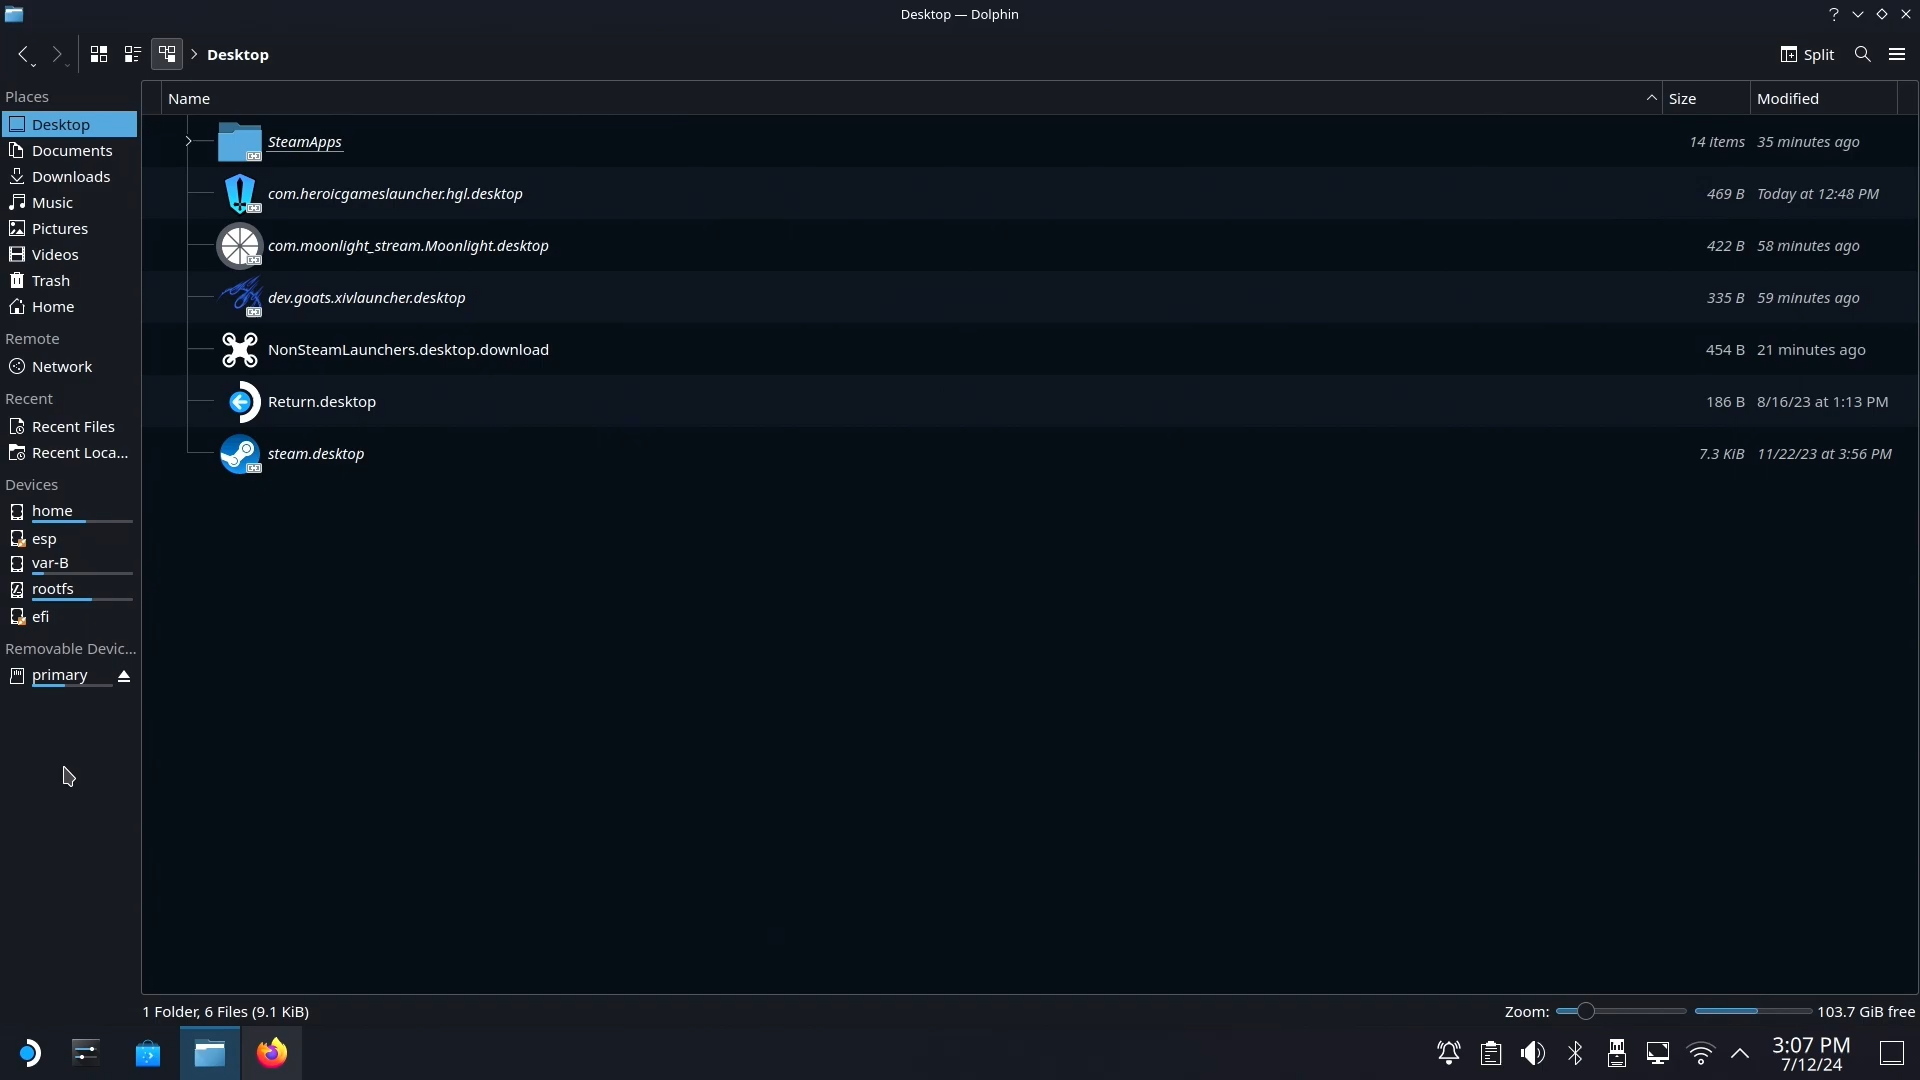 Desktop — Dolphin
Desktop
Split
Places
Desktop
Documents
Downloads
Music
Pictures
Videos
Trash
Home
Remote
Network
Recent
Recent Files
Recent Loca...
Devices
home
esp
var-B
rootfs
efi
Removable Devic...
primary
Name Size Modified
SteamApps 14 items 35 minutes ago
com.heroicgameslauncher.hgl.desktop 469 B Today at 12:48 PM
com.moonlight_stream.Moonlight.desktop 422 B 58 minutes ago
dev.goats.xivlauncher.desktop 335 B 59 minutes ago
NonSteamLaunchers.desktop.download 454 B 21 minutes ago
Return.desktop 186 B 8/16/23 at 1:13 PM
steam.desktop 7.3 KiB 11/22/23 at 3:56 PM
1 Folder, 6 Files (9.1 KiB) Zoom: 103.7 GiB free
3:07 PM
7/12/24